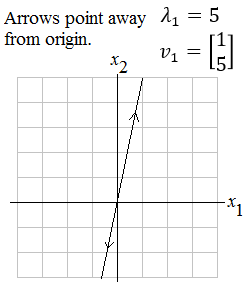 Arrows point away
from origin.
λ₁ = 5
v₁ = [1
5]
x₂
x₁